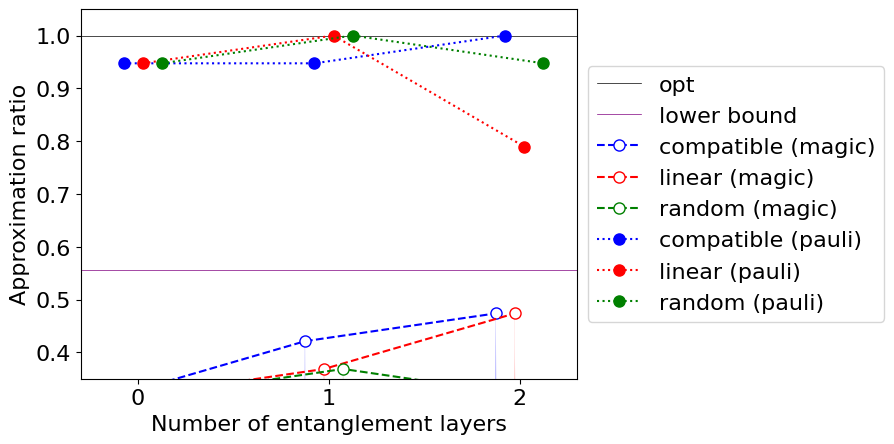 Approximation ratio
1.0
0.9
0.8
0.7
0.6
0.5
0.4
0 1 2
Number of entanglement layers
opt
lower bound
compatible (magic)
linear (magic)
random (magic)
compatible (pauli)
linear (pauli)
random (pauli)